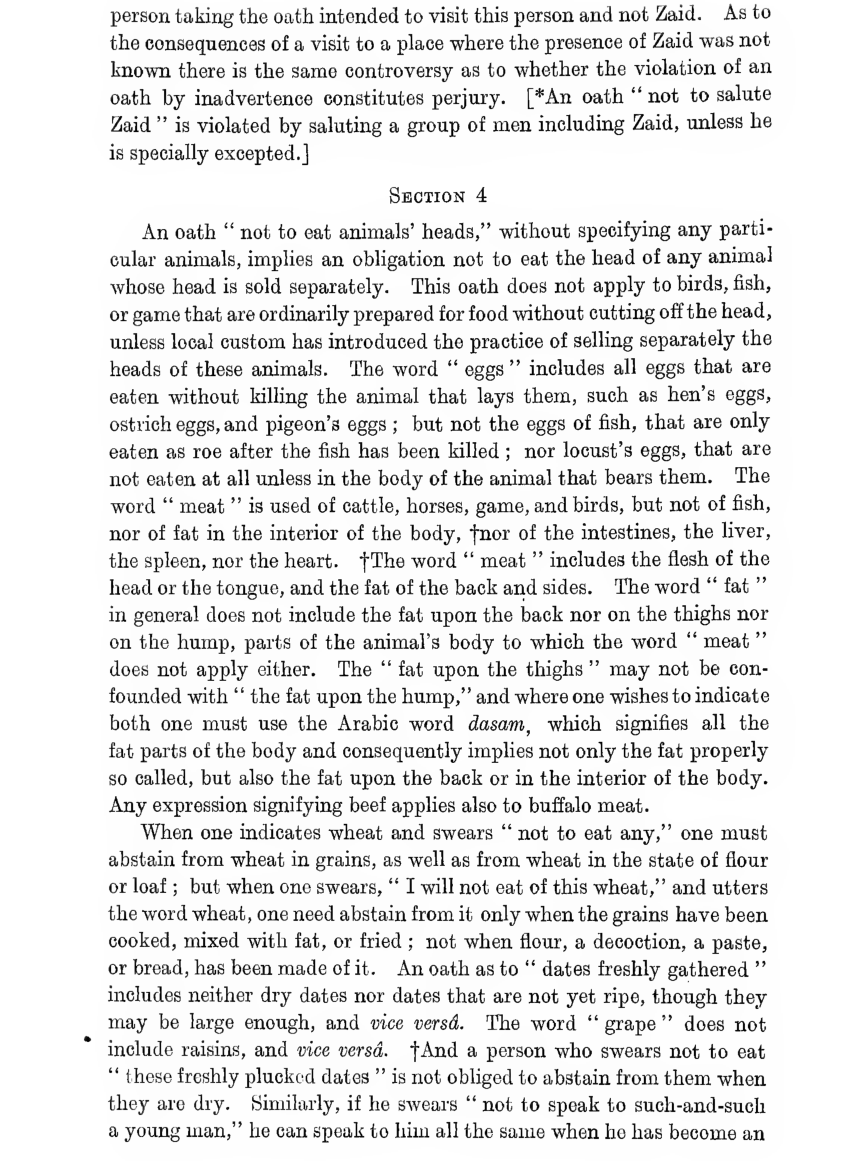 person taking the oath intended to visit this person and not Zaid. As to
the consequences of a visit to a place where the presence of Zaid was not
known there is the same controversy as to whether the violation of an
oath by inadvertence constitutes perjury. [*An oath “ not to salute
Zaid ” is violated by saluting a group of men including Zaid, unless he
is specially excepted.]
SECTION 4
An oath “ not to eat animals’ heads,” without specifying any parti-
cular animals, implies an obligation not to eat the head of any animal
whose head is sold separately. This oath does not apply to birds, fish,
or game that are ordinarily prepared for food without cutting off the head,
unless local custom has introduced the practice of selling separately the
heads of these animals. The word “ eggs ” includes all eggs that are
eaten without killing the animal that lays them, such as hen’s eggs,
ostrich eggs, and pigeon’s eggs ; but not the eggs of fish, that are only
eaten as roe after the fish has been killed ; nor locust’s eggs, that are
not eaten at all unless in the body of the animal that bears them. The
word “ meat ” is used of cattle, horses, game, and birds, but not of fish,
nor of fat in the interior of the body, †nor of the intestines, the liver,
the spleen, nor the heart. †The word “ meat ” includes the flesh of the
head or the tongue, and the fat of the back and sides. The word “ fat ”
in general does not include the fat upon the back nor on the thighs nor
on the hump, parts of the animal’s body to which the word “ meat ”
does not apply either. The “ fat upon the thighs ” may not be con-
founded with “ the fat upon the hump,” and where one wishes to indicate
both one must use the Arabic word dasam, which signifies all the
fat parts of the body and consequently implies not only the fat properly
so called, but also the fat upon the back or in the interior of the body.
Any expression signifying beef applies also to buffalo meat.
When one indicates wheat and swears “ not to eat any,” one must
abstain from wheat in grains, as well as from wheat in the state of flour
or loaf ; but when one swears, “ I will not eat of this wheat,” and utters
the word wheat, one need abstain from it only when the grains have been
cooked, mixed with fat, or fried ; not when flour, a decoction, a paste,
or bread, has been made of it. An oath as to “ dates freshly gathered ”
includes neither dry dates nor dates that are not yet ripe, though they
may be large enough, and vice versâ. The word “ grape ” does not
include raisins, and vice versâ. †And a person who swears not to eat
“ these freshly plucked dates ” is not obliged to abstain from them when
they are dry. Similarly, if he swears “ not to speak to such-and-such
a young man,” he can speak to him all the same when he has become an